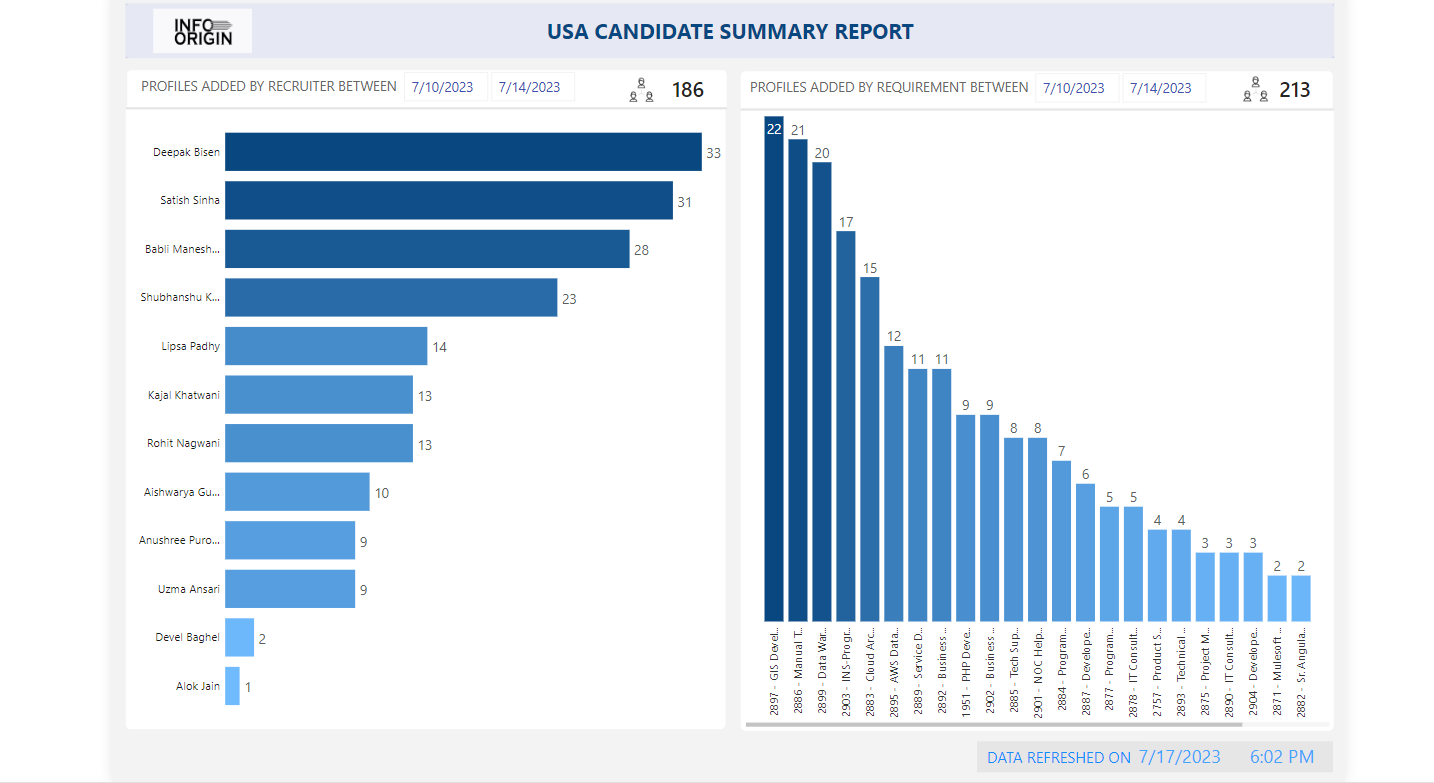 INFO
ORIGIN
USA CANDIDATE SUMMARY REPORT
PROFILES ADDED BY RECRUITER BETWEEN 7/10/2023 7/14/2023 186
Deepak Bisen 33
Satish Sinha 31
Babli Manesh... 28
Shubhanshu K... 23
Lipsa Padhy 14
Kajal Khatwani 13
Rohit Nagwani 13
Aishwarya Gu... 10
Anushree Puro... 9
Uzma Ansari 9
Devel Baghel 2
Alok Jain 1
PROFILES ADDED BY REQUIREMENT BETWEEN 7/10/2023 7/14/2023 213
22 21 20 17 15 12 11 11 9 9 8 8 7 6 5 5 4 4 3 3 3 2 2
2897 - GIS Devel...
2886 - Manual T...
2899 - Data War...
2903 - INS-Progr...
2883 - Cloud Arc...
2895 - AWS Data...
2889 - Service D...
2892 - Business ...
1951 - PHP Deve...
2902 - Business ...
2885 - Tech Sup...
2901 - NOC Help...
2884 - Program...
2887 - Develope...
2877 - Program...
2878 - IT Consult...
2757 - Product S...
2893 - Technical ...
2875 - Project M...
2890 - IT Consult...
2904 - Develope...
2871 - Mulesoft ...
2882 - Sr. Angula...
DATA REFRESHED ON 7/17/2023 6:02 PM